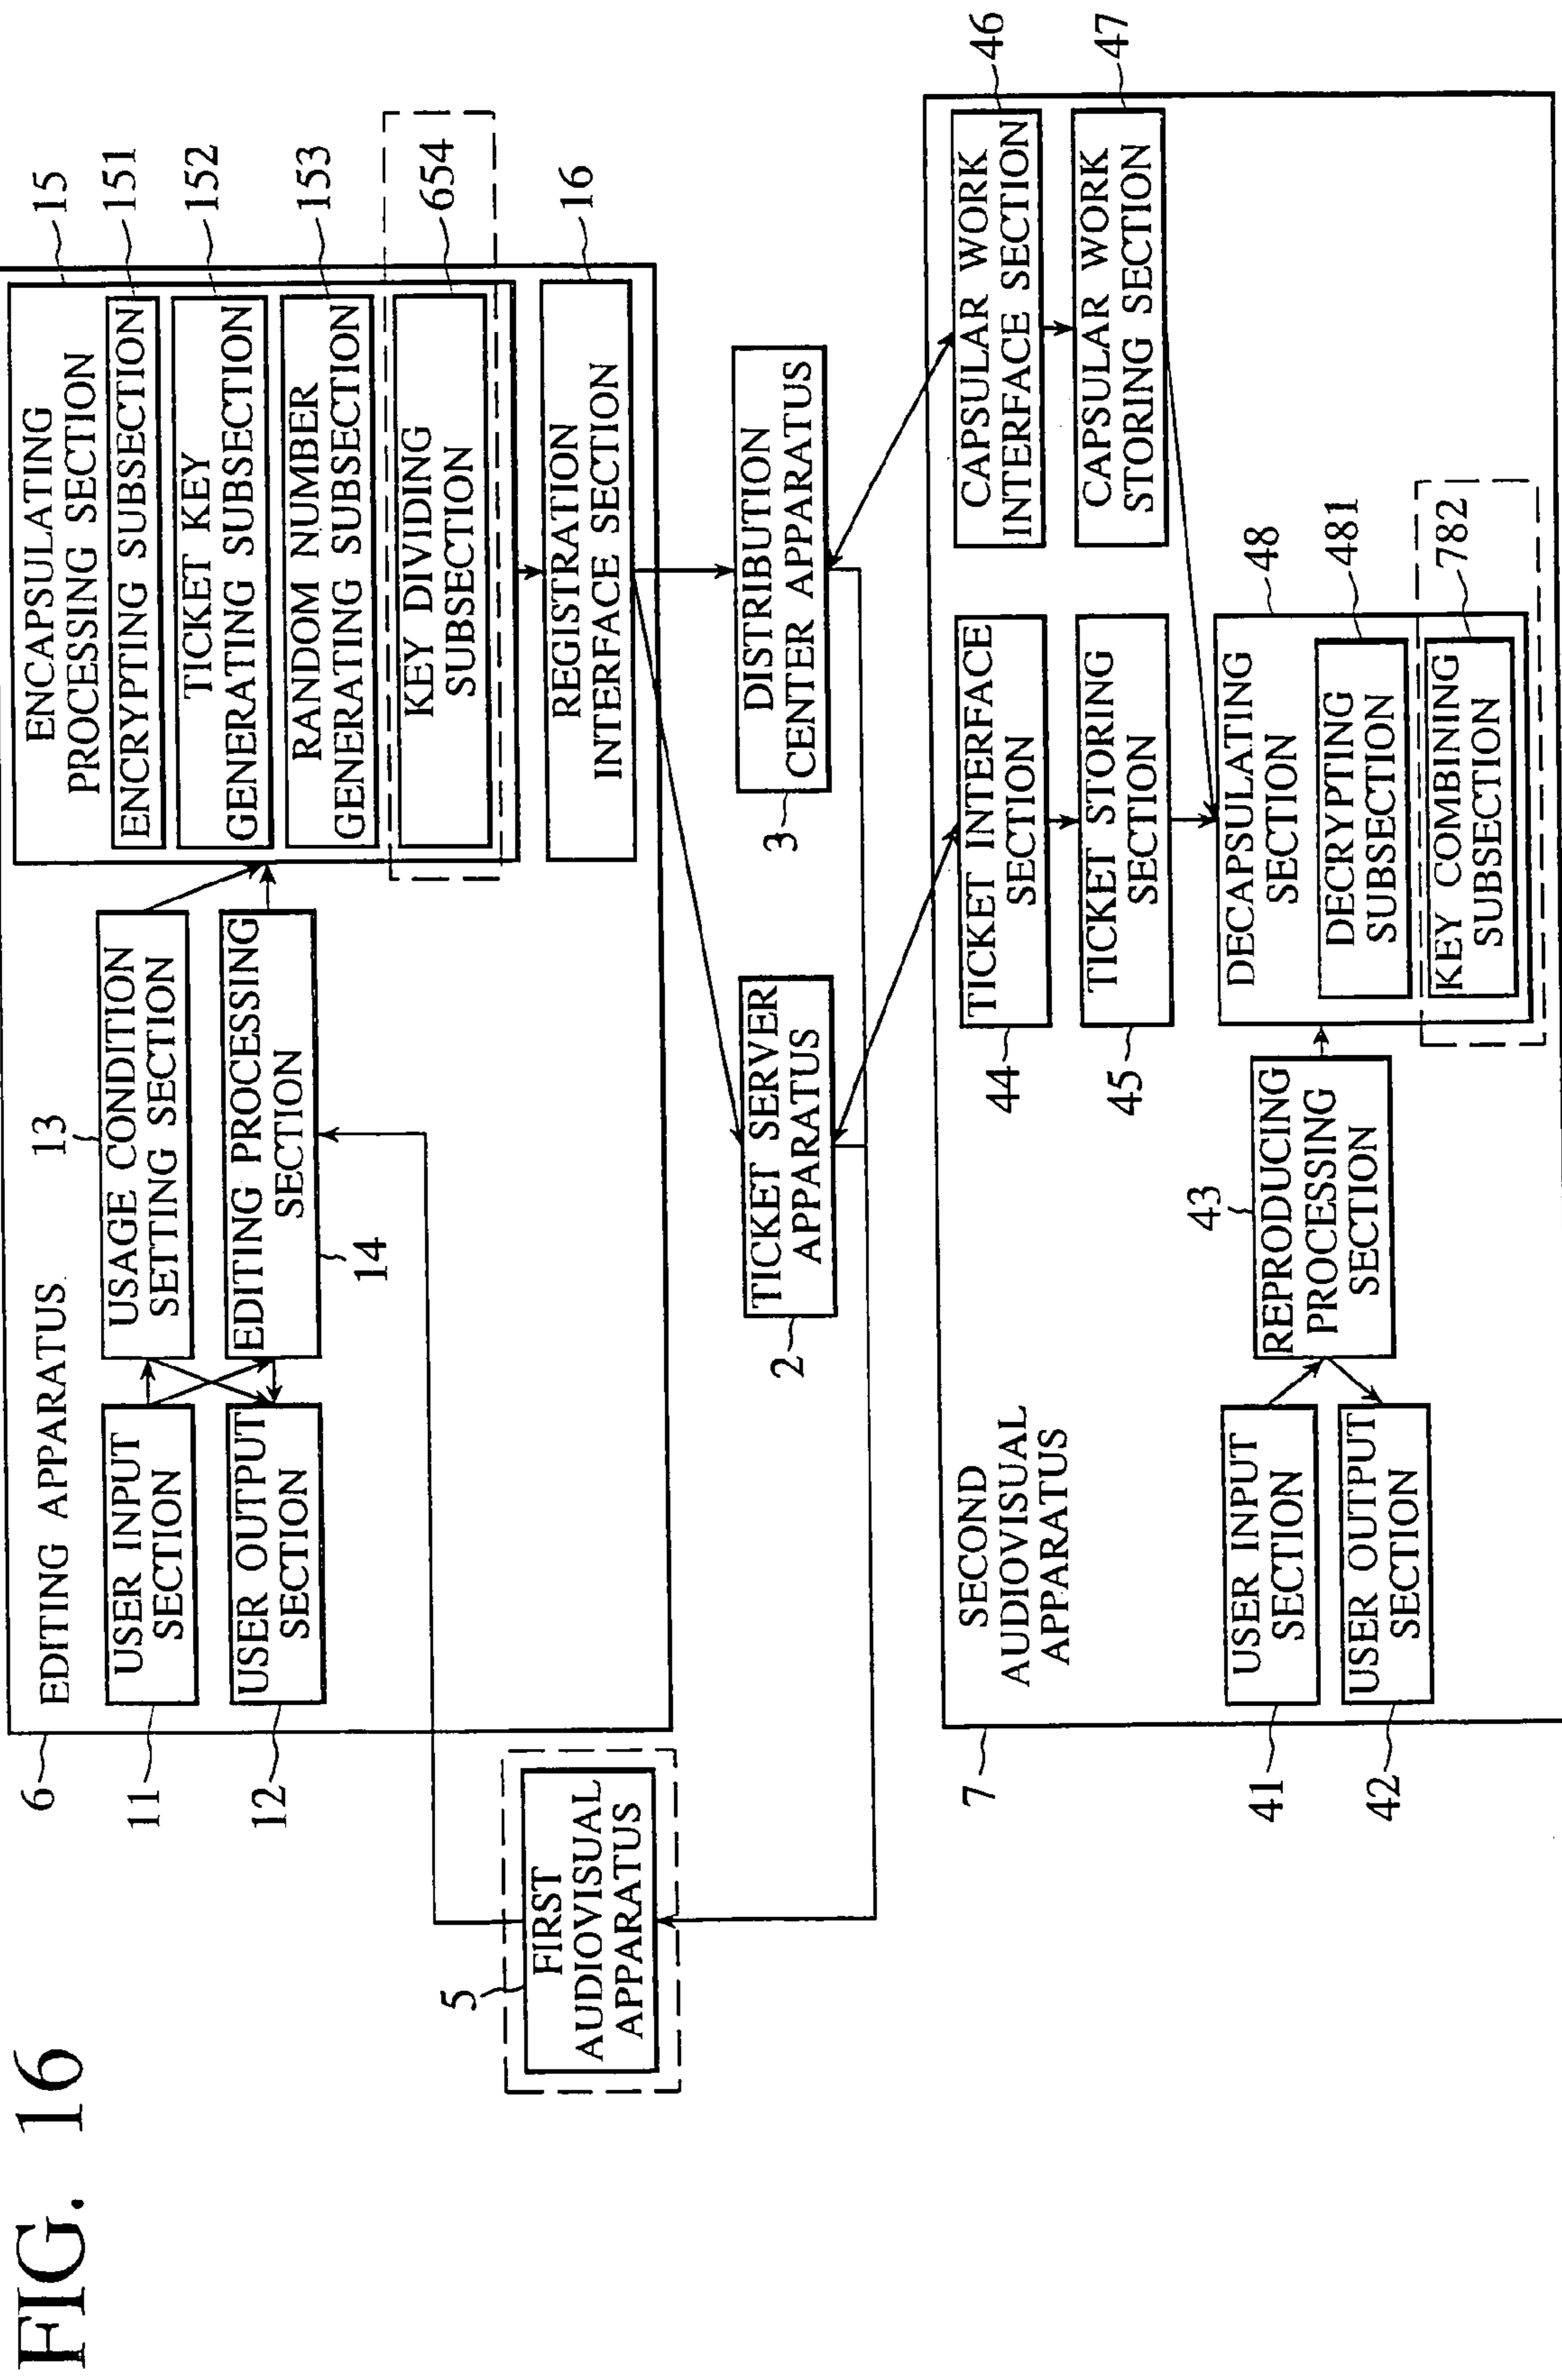 FIG. 16
6
EDITING APPARATUS
11
USER INPUT
SECTION
12
USER OUTPUT
SECTION
13
USAGE CONDITION
SETTING SECTION
EDITING PROCESSING
SECTION
14
ENCAPSULATING
PROCESSING SECTION
15
ENCRYPTING SUBSECTION
151
TICKET KEY
GENERATING SUBSECTION
152
RANDOM NUMBER
GENERATING SUBSECTION
153
KEY DIVIDING
SUBSECTION
654
REGISTRATION
INTERFACE SECTION
16
5
FIRST
AUDIOVISUAL
APPARATUS
2
TICKET SERVER
APPARATUS
3
DISTRIBUTION
CENTER APPARATUS
7
SECOND
AUDIOVISUAL
APPARATUS
41
USER INPUT
SECTION
42
USER OUTPUT
SECTION
43
REPRODUCING
PROCESSING
SECTION
44
TICKET INTERFACE
SECTION
45
TICKET STORING
SECTION
CAPSULAR WORK
INTERFACE SECTION
46
CAPSULAR WORK
STORING SECTION
47
DECAPSULATING
SECTION
48
DECRYPTING
SUBSECTION
481
KEY COMBINING
SUBSECTION
782